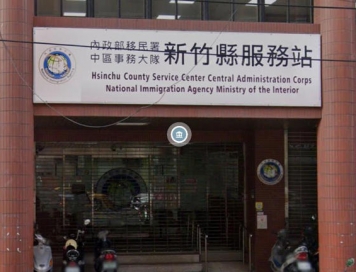 內政部移民署
中區事務大隊
新竹縣服務站
Hsinchu County Service Center Central Administration Corps
National Immigration Agency Ministry of the Interior